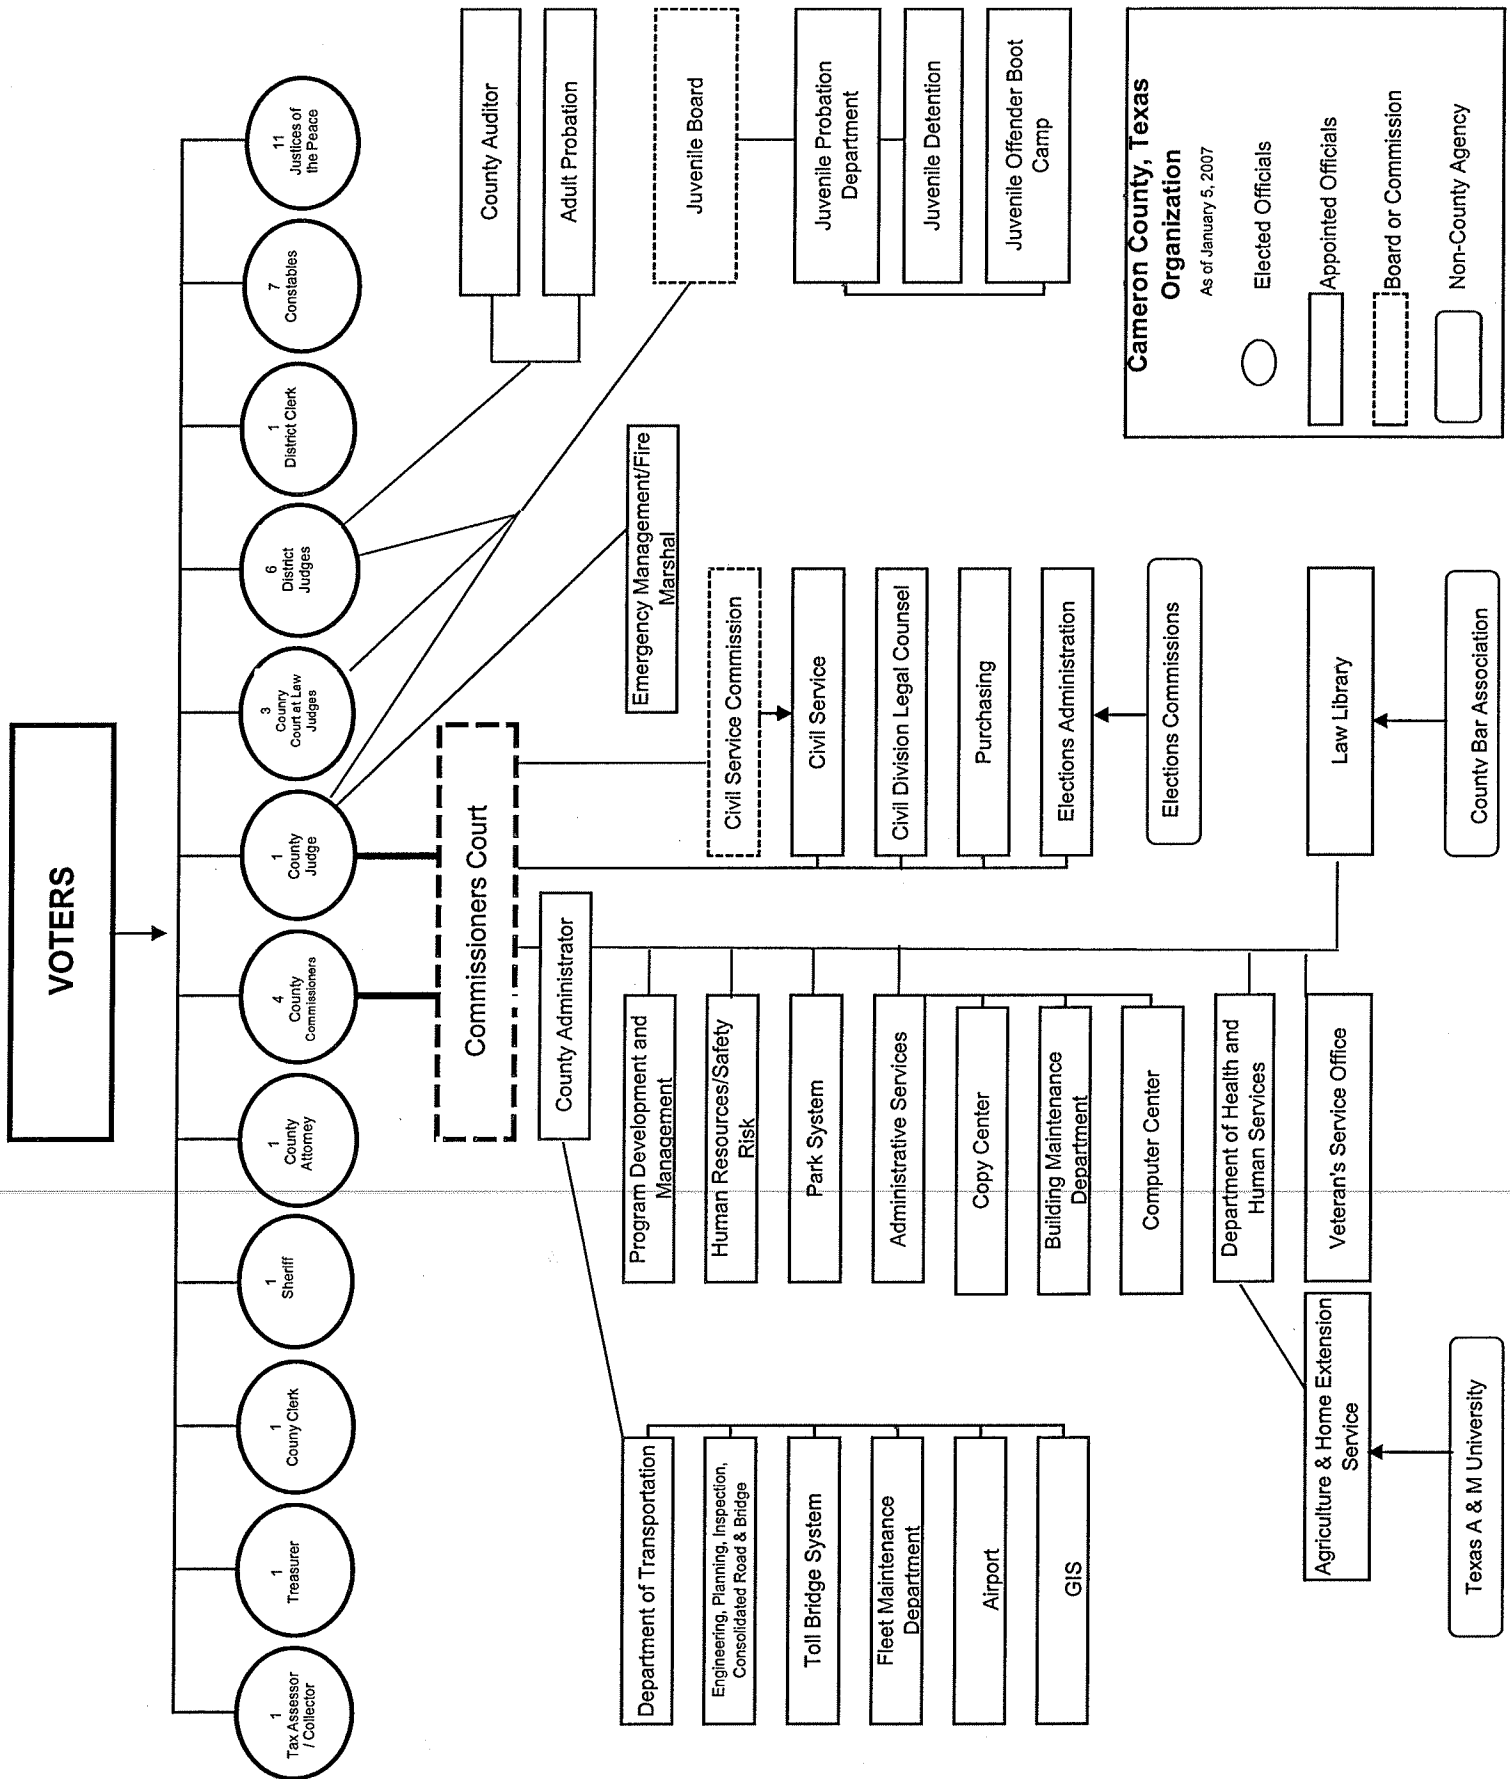 VOTERS
1
Tax Assessor
/ Collector
1
Treasurer
1
Couny Clerk
1
Sheriff
1
County
Attorney
4
County
Commissioners
1
County
Judge
3
Counry
Court at Law
Judges
6
District
Judges
1
District Clerk
7
Constables
11
Justices of
the Peace
Commissioners Court
County Administrator
County Auditor
Adult Probation
Juvenile Board
Juvenile Probation
Department
Juvenile Detention
Juvenile Offender Boot
Camp
Emergency Management/Fire
Marshal
Civil Service Commission
Civil Service
Civil Division Legal Counsel
Purchasing
Elections Administration
Elections Commissions
Law Library
County Bar Association
Program Development and
Management
Human Resources/Safety
Risk
Park System
Administrative Services
Copy Center
Building Maintenance
Department
Computer Center
Department of Health and
Human Services
Veteran's Service Office
Agriculture & Home Extension
Service
Texas A & M University
Department of Transportation
Engineering, Planning, Inspection,
Consolidated Road & Bridge
Toll Bridge System
Fleet Maintenance
Department
Airport
GIS
Cameron County, Texas
Organization
As of January 5, 2007
Elected Officials
Appointed Officials
Board or Commission
Non-County Agency